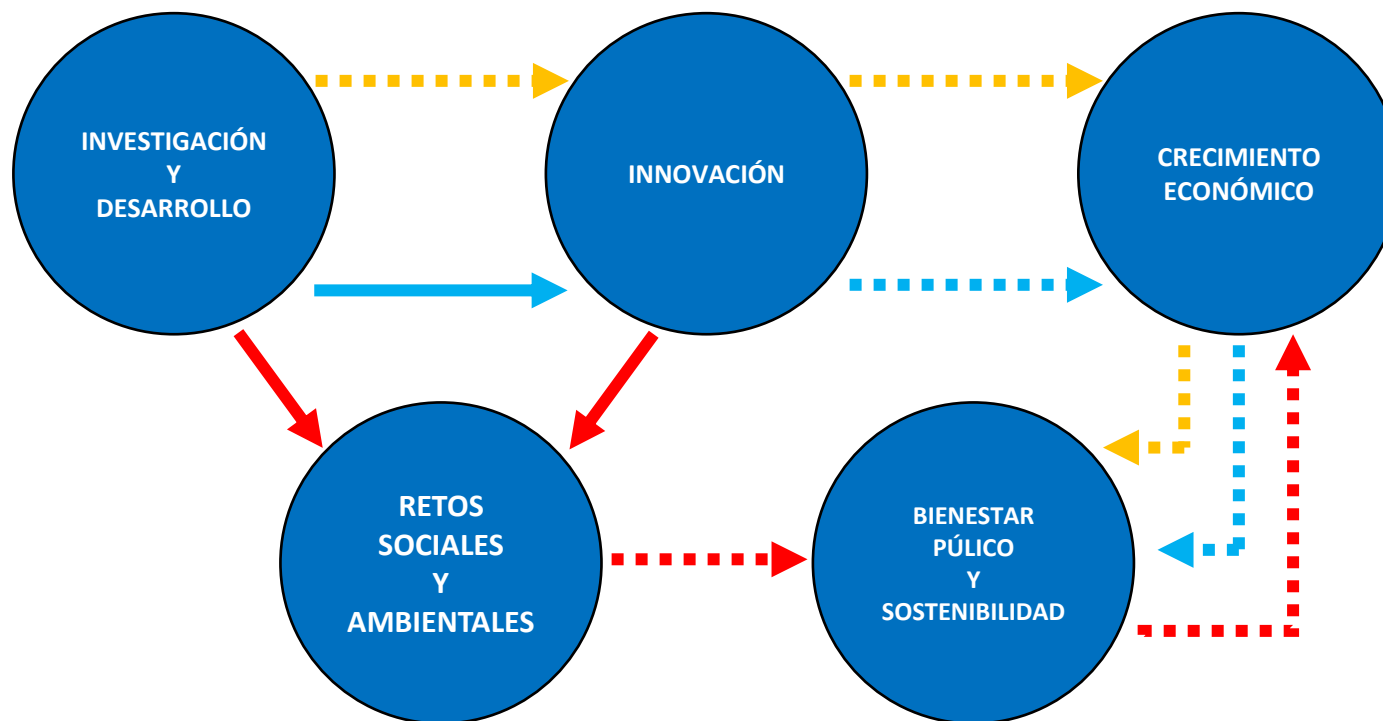 INVESTIGACIÓN
Y
DESARROLLO
INNOVACIÓN
CRECIMIENTO
ECONÓMICO
RETOS
SOCIALES
Y
AMBIENTALES
BIENESTAR
PÚLICO
Y
SOSTENIBILIDAD